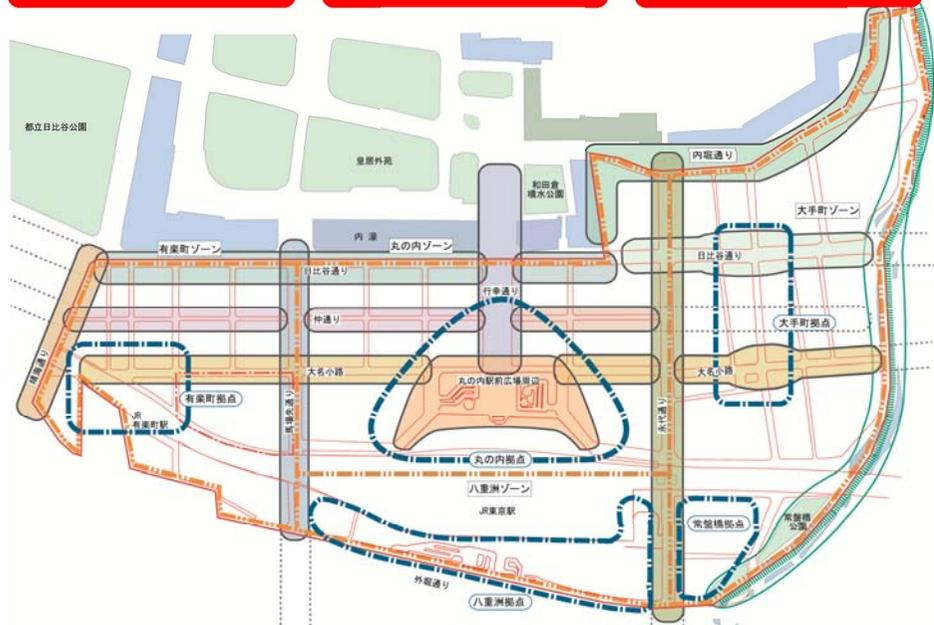 都立日比谷公園
皇居外苑
和田倉
噴水公園
内堀通り
大手町ゾーン
内濠
有楽町ゾーン
丸の内ゾーン
日比谷通り
日比谷通り
行幸通り
仲通り
大手町拠点
晴海通り
大名小路
丸の内駅前広場周辺
大名小路
有楽町拠点
馬場先通り
永代通り
JR
有楽町駅
丸の内拠点
八重洲ゾーン
JR東京駅
常盤橋拠点
常盤橋
公園
外堀通り
八重洲拠点